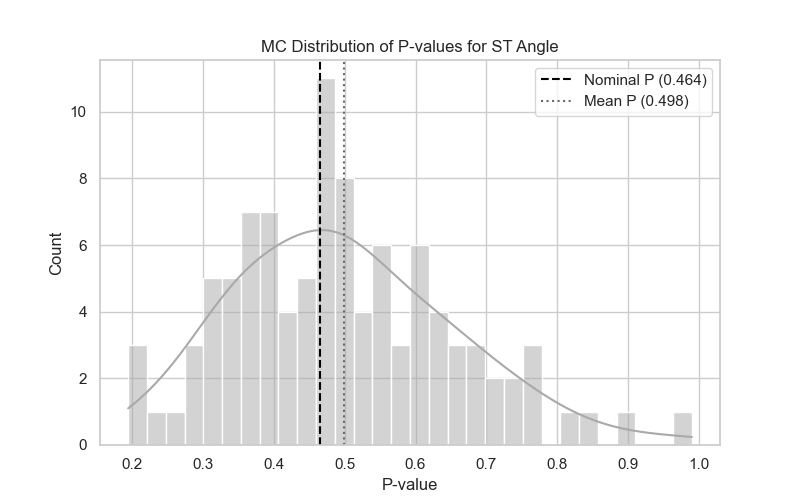 MC Distribution of P-values for ST Angle
Nominal P (0.464)
Mean P (0.498)
Count
10
8
6
4
2
0
0.2 0.3 0.4 0.5 0.6 0.7 0.8 0.9 1.0
P-value